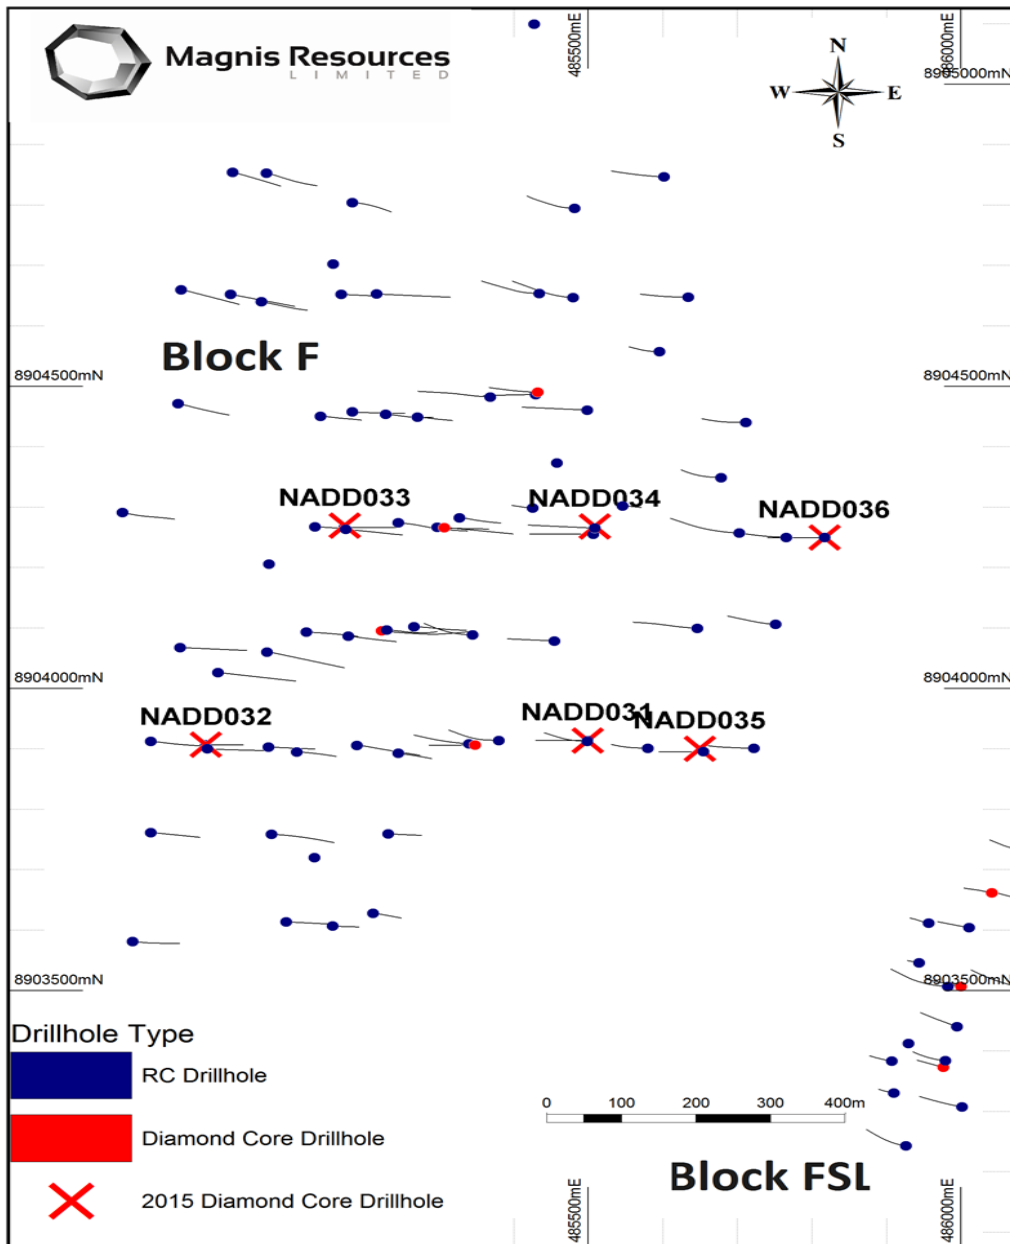 Magnis Resources
LIMITED
485500mE
486000mE
N
W E
S
8905000mN
Block F
8904500mN
8904500mN
NADD033
NADD034
NADD036
8904000mN
8904000mN
NADD032
NADD031
NADD035
8903500mN
8903500mN
Drillhole Type
RC Drillhole
Diamond Core Drillhole
2015 Diamond Core Drillhole
0 100 200 300 400m
Block FSL
485500mE
486000mE